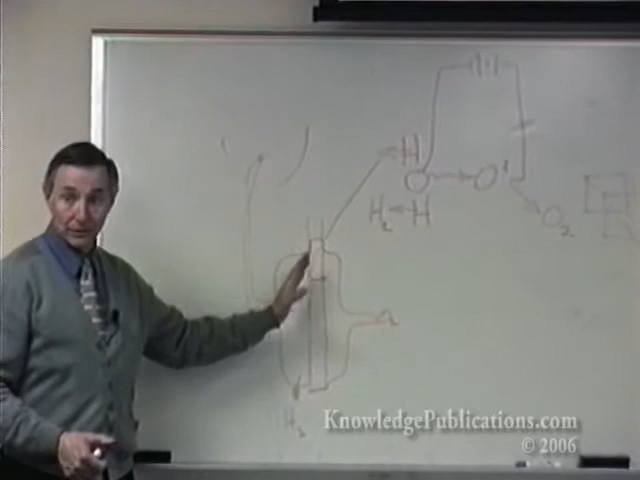 H
O O
H₂ H
O₂
H₂
KnowledgePublications.com
© 2006